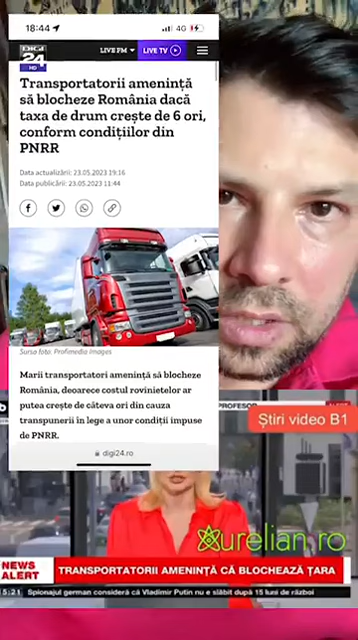 18:44
4G
DIGI
24
HD
LIVE FM
LIVE TV
Transportatorii amenință
să blocheze România dacă
taxa de drum crește de 6 ori,
conform condițiilor din
PNRR
Data actualizării: 23.05.2023 19:16
Data publicării: 23.05.2023 11:44
Sursa foto: Profimedia Images
Marii transportatori amenință să blocheze
România, deoarece costul rovinietelor ar
putea crește de câteva ori din cauza
transpunerii în lege a unor condiții impuse
de PNRR.
digi24.ro
PROFESOR
Știri video B1
aurelian.ro
NEWS
ALERT
TRANSPORTATORII AMENINȚĂ CĂ BLOCHEAZĂ ȚARA
15:21
Spionajul german consideră că Vladimir Putin nu e slăbit după 15 luni de război